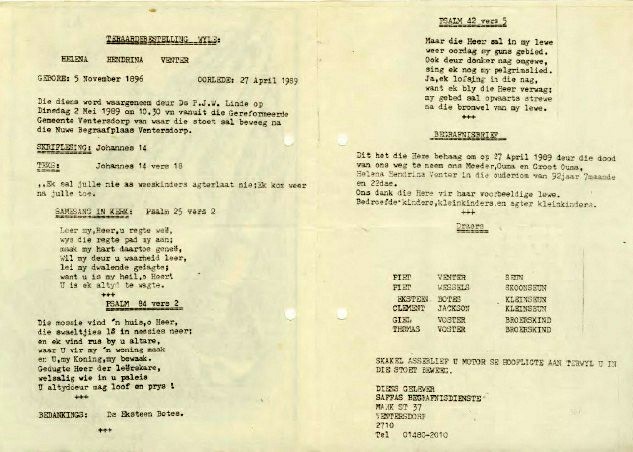 TERAARDEBESTELLING WYLE:
HELENA HENDRINA VENTER
GEBORE: 5 November 1896 OORLEDE: 27 April 1989
Die diens word waargeneem deur Ds P.J.W. Linde op
Dinsdag 2 Mei 1989 om 10.30 vm vanuit die Gereformeerde
Gemeente Ventersdorp van waar die stoet sal beweeg na
die Nuwe Begraafplaas Ventersdorp.
SKRIFLESING: Johannes 14
TEKS: Johannes 14 vers 18
,,Ek sal julle nie as weeskinders agterlaat nie;Ek kom weer
na julle toe.
SAMESANG IN KERK: Psalm 25 vers 2
Leer my,Heer,u regte weë,
wys die regte pad my aan;
maak my hart daartoe geneë,
Wil my deur u waarheid leer,
lei my dwalende gedagte;
want U is my heil,o Heer!
U is ek altyd te wagte.
+++
PSALM 84 vers 2
Die mossie vind 'n huis,o Heer,
die swaeltjies lê in nessies neer;
en ek vind rus by u altare,
waar U vir my 'n woning maak
en U,my Koning,my bewaak.
Gedugte Heer der leërskare,
welsalig wie in u paleis
U altydoeur mag loof en prys !
+++
BEDANKINGS: Ds Eksteen Botes.
+++
PSALM 42 vers 5
Maar die Heer sal in my lewe
weer oordag my guns gebied.
Ook deur donker nag omgewe,
sing ek nog my pelgrimslied.
Ja,ek lofsing in die nag,
want ek bly die Heer verwag;
my gebed sal opwaarts strewe
na die bronwel van my lewe.
+++
BEGRAFNISBRIEF
Dit het die Here behaag om op 27 April 1989 deur die dood
van ons weg te neem ons Moeder,Ouma en Groot Ouma,
Helena Hendrina Venter in die ouderdom van 92jaar 7maande
en 22dae.
Ons dank die Here vir haar voorbeeldige lewe.
Bedroefde-kinders,kleinkinders.en agter kleinkinders.
+++
Draers
PIET VENTER SEUN
PIET WESSELS SKOONSEUN
EKSTEEN BOTES KLEINSEUN
CLEMENT JACKSON KLEINSEUN
GIEL VOSTER BROERSKIND
THOMAS VOSTER BROERSKIND
SKAKEL ASSERLIEF U MOTOR SE HOOFLIGTE AAN TERWYL U IN
DIE STOET BEWEEG.
DIENS GELEWER
SAFFAS BEGRAFNISDIENSTE
MARK ST 37
VENTERSDORP
2710
Tel 01480-2010